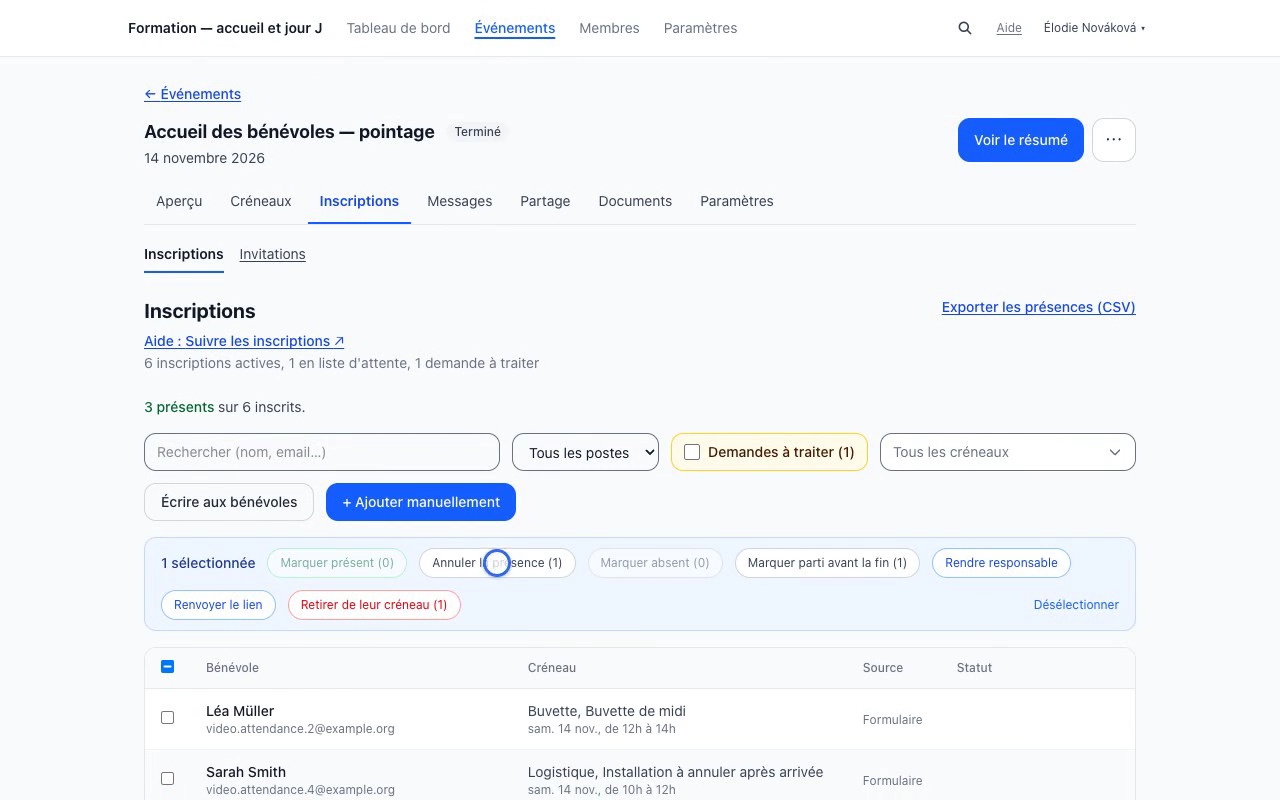 Formation — accueil et jour J Tableau de bord Événements Membres Paramètres Aide Élodie Nováková
← Événements
Accueil des bénévoles — pointage Terminé
14 novembre 2026
Voir le résumé ...
Aperçu Créneaux Inscriptions Messages Partage Documents Paramètres
Inscriptions Invitations
Inscriptions
Exporter les présences (CSV)
Aide : Suivre les inscriptions ↗
6 inscriptions actives, 1 en liste d'attente, 1 demande à traiter
3 présents sur 6 inscrits.
Rechercher (nom, email...) Tous les postes Demandes à traiter (1) Tous les créneaux
Écrire aux bénévoles + Ajouter manuellement
1 sélectionnée Marquer présent (0) Annuler la présence (1) Marquer absent (0) Marquer parti avant la fin (1) Rendre responsable
Renvoyer le lien Retirer de leur créneau (1) Désélectionner
Bénévole Créneau Source Statut
Léa Müller Buvette, Buvette de midi
video.attendance.2@example.org sam. 14 nov., de 12h à 14h Formulaire
Sarah Smith Logistique, Installation à annuler après arrivée
video.attendance.4@example.org sam. 14 nov., de 10h à 12h Formulaire